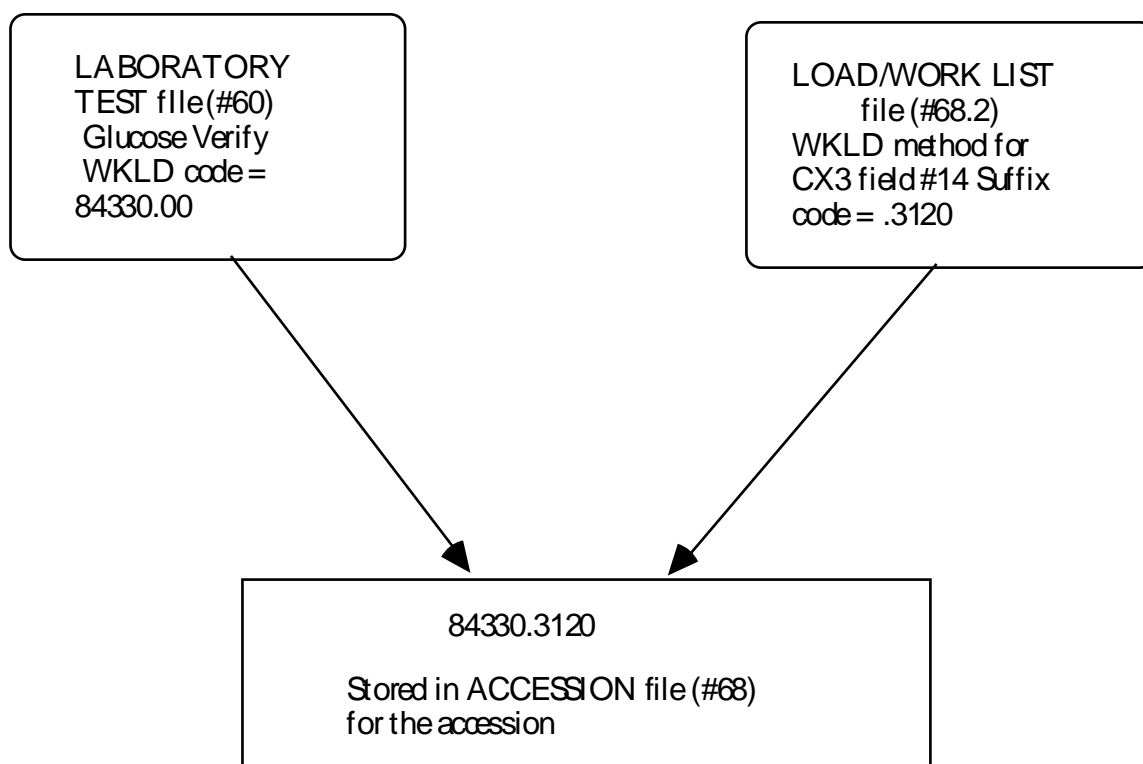 LABORATORY
TEST fIle (#60)
Glucose Verify
WKLD code =
84330.00
LOAD/WORK LIST
file (#68.2)
WKLD method for
CX3 field #14 Suffix
code = .3120
84330.3120
Stored in ACCESSION file (#68)
for the accession